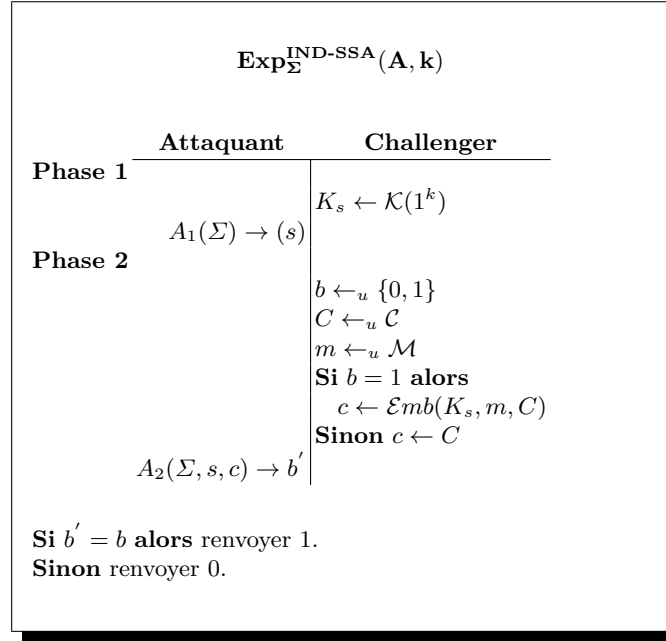 Exp_Σ^IND-SSA(A, k)
Attaquant Challenger
Phase 1
K_s ← 𝒦(1^k)
A_1(Σ) → (s)
Phase 2
b ←_u {0, 1}
C ←_u 𝒞
m ←_u ℳ
Si b = 1 alors
c ← ℰmb(K_s, m, C)
Sinon c ← C
A_2(Σ, s, c) → b′
Si b′ = b alors renvoyer 1.
Sinon renvoyer 0.